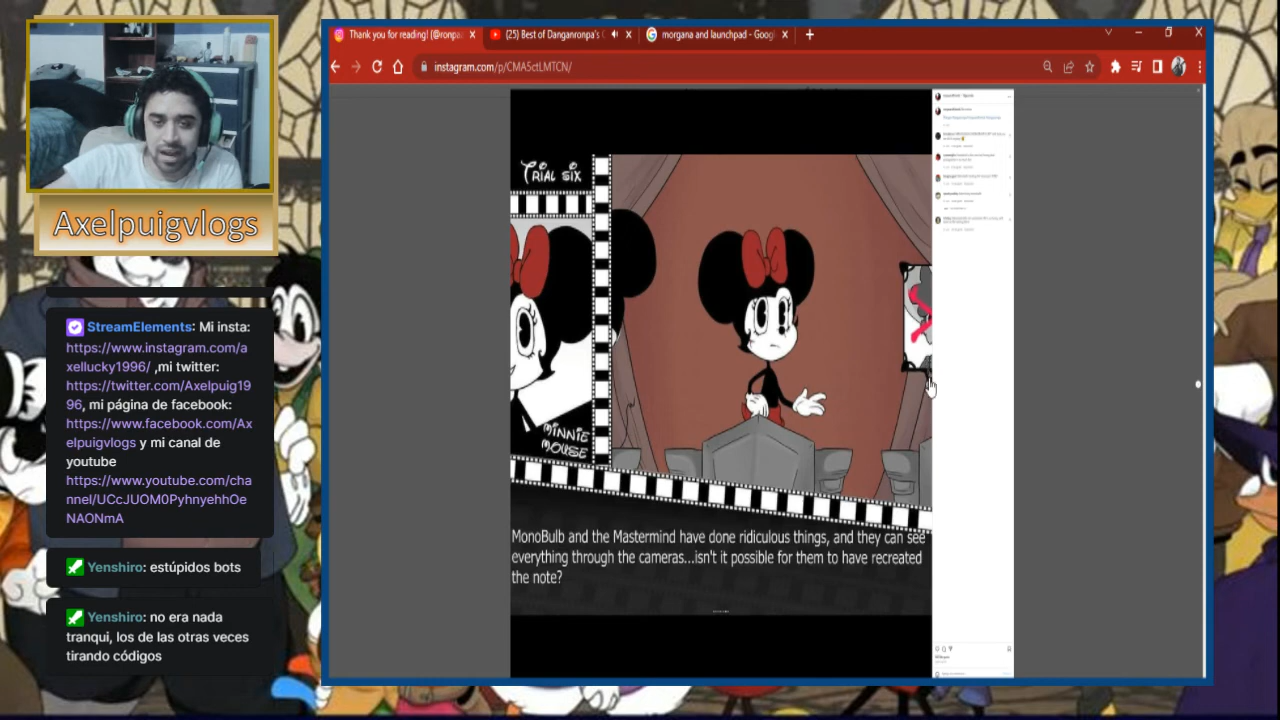 Thank you for reading! (@ronpa
(25) Best of Danganronpa's
morgana and launchpad - Goog
instagram.com/p/CMA5ctLMTCN/
Axelpuigvlogs
StreamElements: Mi insta:
https://www.instagram.com/a
xellucky1996/ ,mi twitter:
https://twitter.com/Axelpuig19
96, mi página de facebook:
https://www.facebook.com/Ax
elpuigvlogs y mi canal de
youtube
https://www.youtube.com/cha
nnel/UCcJUOM0PyhnyehhOe
NAONmA
Yenshiro: estúpidos bots
Yenshiro: no era nada
tranqui, los de las otras veces
tirando códigos
TRIAL SIX
MINNIE
MOUSE
MonoBulb and the Mastermind have done ridiculous things, and they can see
everything through the cameras...isn't it possible for them to have recreated
the note?